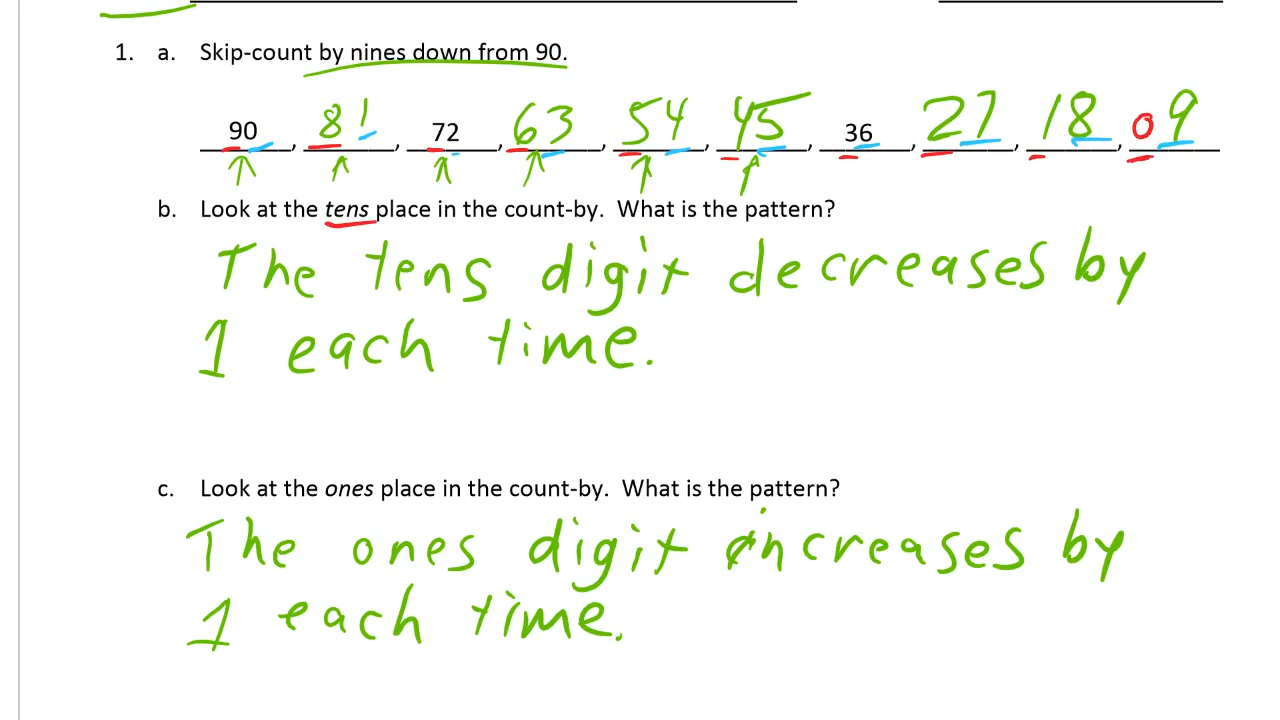 1. a. Skip-count by nines down from 90.
90, 81, 72, 63, 54, 45, 36, 27, 18, 09
b. Look at the tens place in the count-by. What is the pattern?
The tens digit decreases by
1 each time.
c. Look at the ones place in the count-by. What is the pattern?
The ones digit increases by
1 each time.